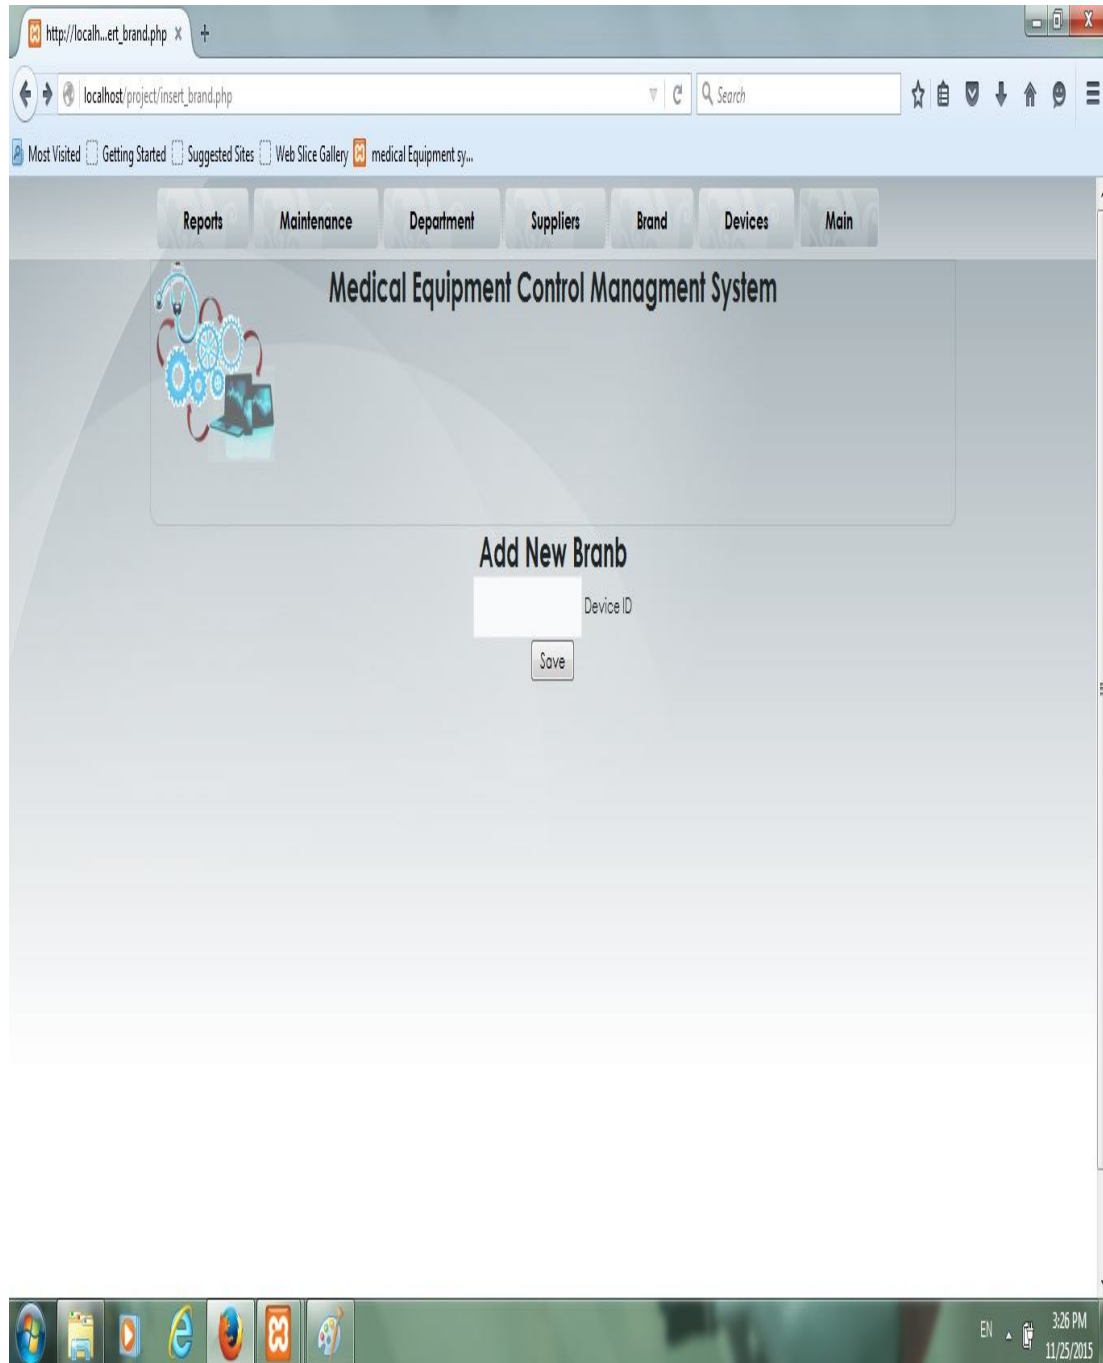 http://localh...ert_brand.php
localhost/project/insert_brand.php
Search
Most Visited Getting Started Suggested Sites Web Slice Gallery medical Equipment sy...
Reports Maintenance Department Suppliers Brand Devices Main
Medical Equipment Control Managment System
Add New Branb
Device ID
Save
EN
3:26 PM
11/25/2015